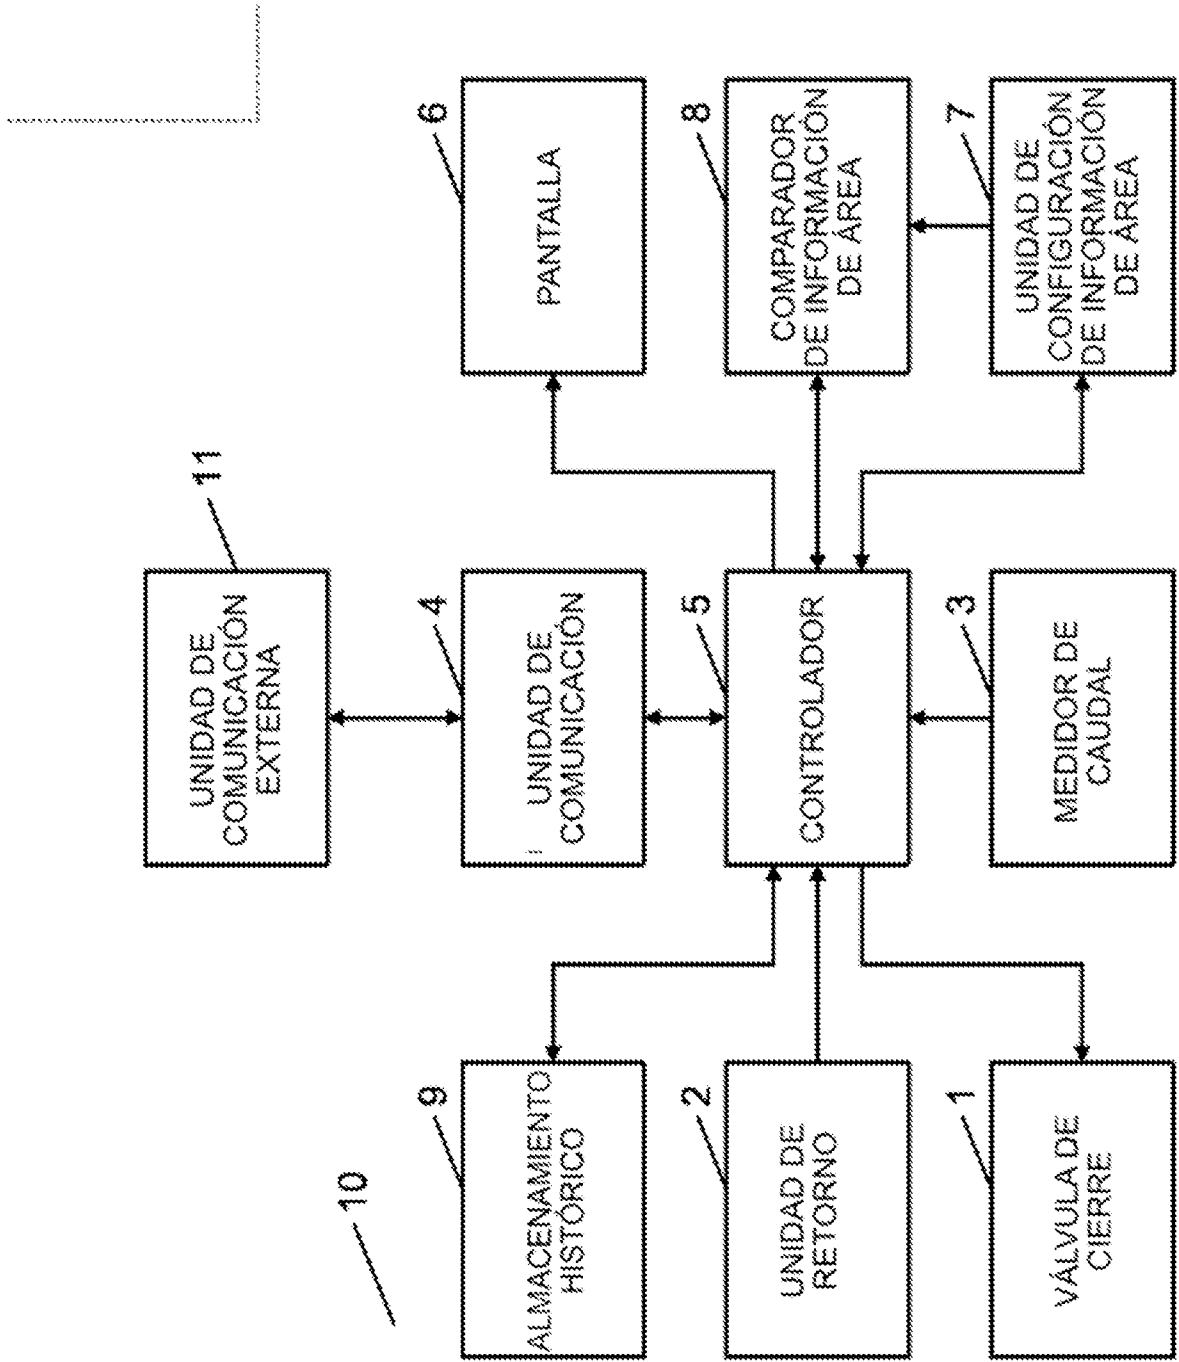 10
UNIDAD DE
COMUNICACIÓN
EXTERNA
11
9
ALMACENAMIENTO
HISTÓRICO
4
UNIDAD DE
COMUNICACIÓN
6
PANTALLA
2
UNIDAD DE
RETORNO
5
CONTROLADOR
8
COMPARADOR
DE INFORMACIÓN
DE ÁREA
1
VÁLVULA DE
CIERRE
3
MEDIDOR DE
CAUDAL
7
UNIDAD DE
CONFIGURACIÓN
DE INFORMACIÓN
DE ÁREA